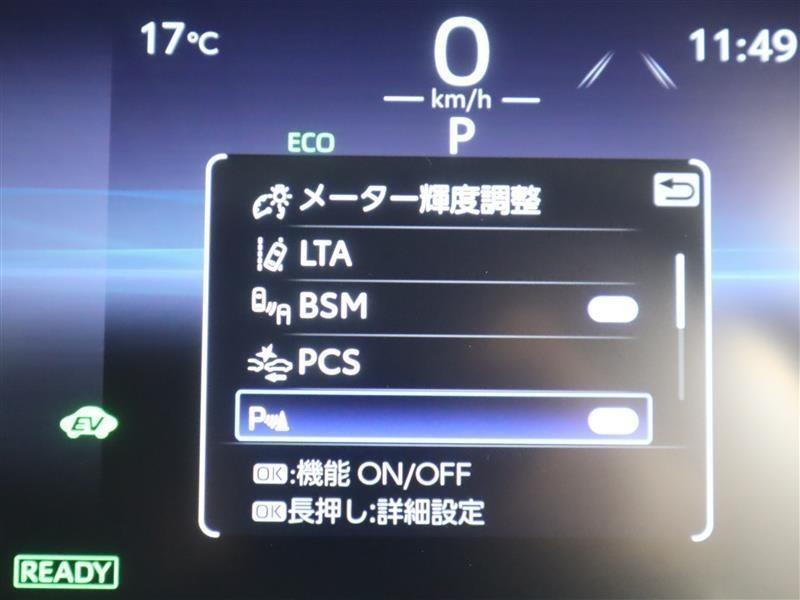 17℃
0
11:49
km/h
P
ECO
メーター輝度調整
LTA
BSM
PCS
P
EV
OK:機能 ON/OFF
OK長押し:詳細設定
READY